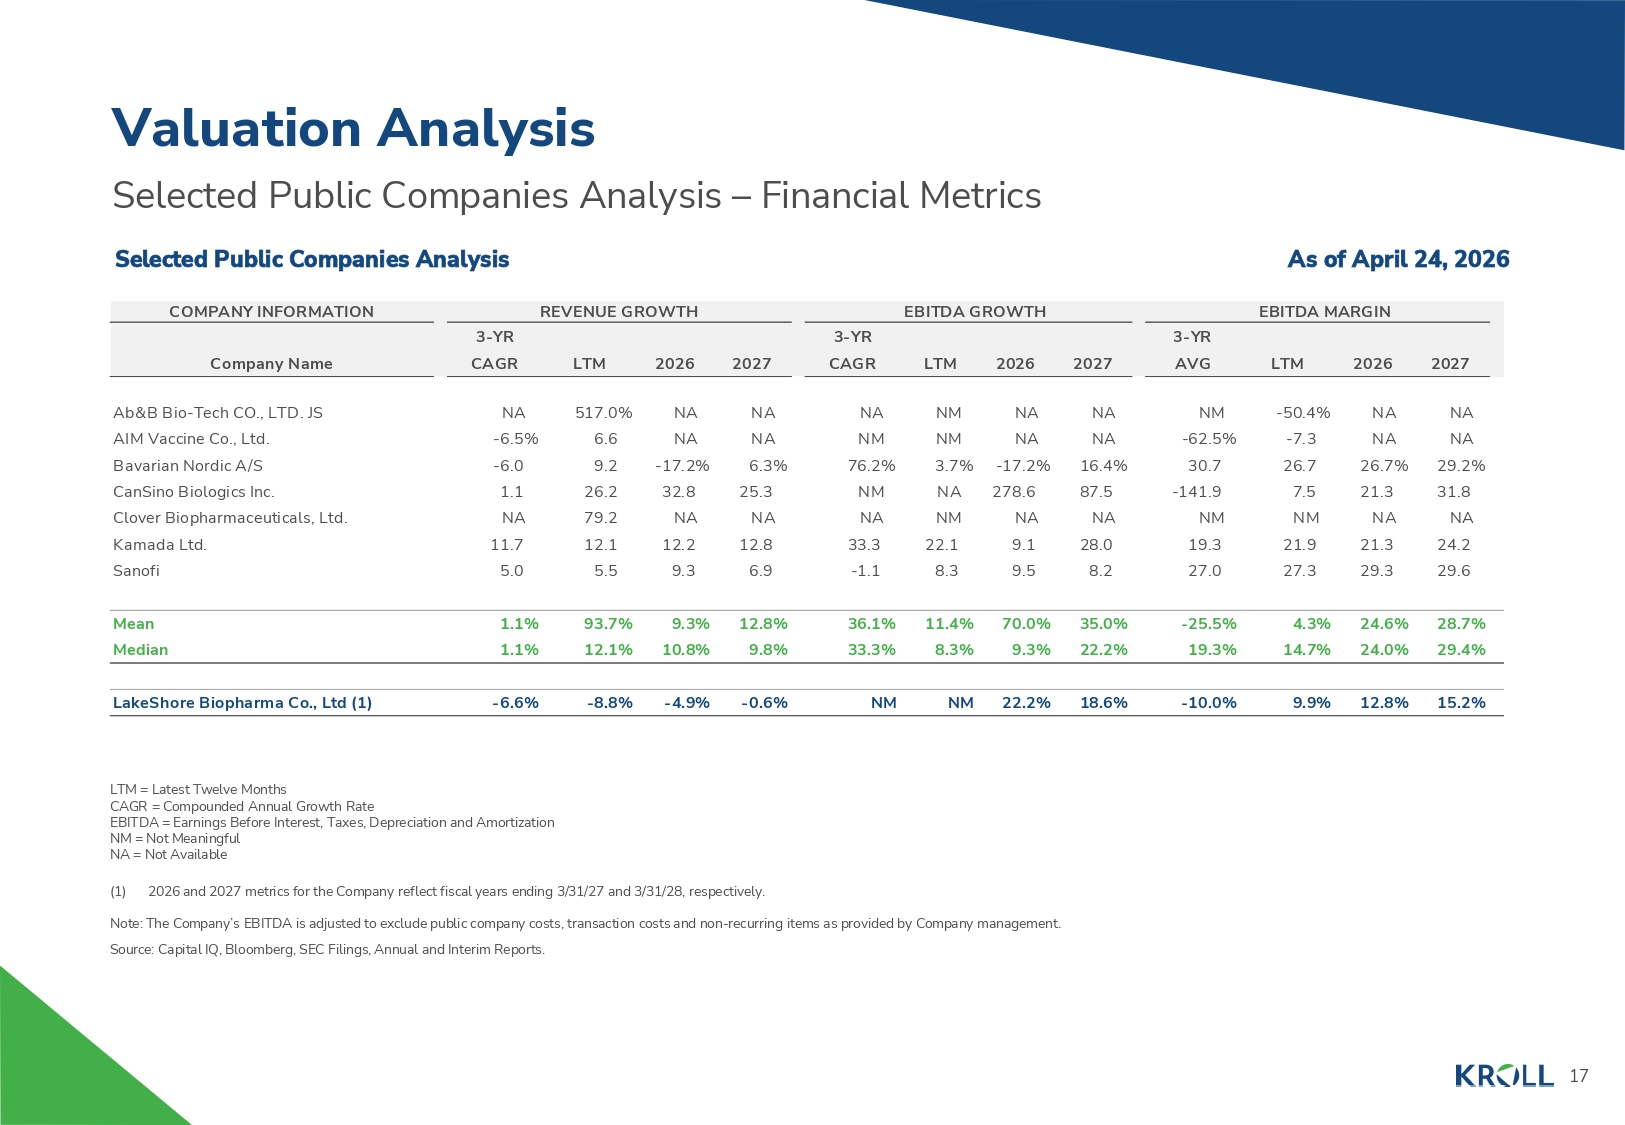 Valuation Analysis
Selected Public Companies Analysis – Financial Metrics
Selected Public Companies Analysis As of April 24, 2026
COMPANY INFORMATION REVENUE GROWTH EBITDA GROWTH EBITDA MARGIN
3-YR 3-YR 3-YR
Company Name CAGR LTM 2026 2027 CAGR LTM 2026 2027 AVG LTM 2026 2027
Ab&B Bio-Tech CO., LTD. JS NA 517.0% NA NA NA NM NA NA NM -50.4% NA NA
AIM Vaccine Co., Ltd. -6.5% 6.6 NA NA NM NM NA NA -62.5% -7.3 NA NA
Bavarian Nordic A/S -6.0 9.2 -17.2% 6.3% 76.2% 3.7% -17.2% 16.4% 30.7 26.7 26.7% 29.2%
CanSino Biologics Inc. 1.1 26.2 32.8 25.3 NM NA 278.6 87.5 -141.9 7.5 21.3 31.8
Clover Biopharmaceuticals, Ltd. NA 79.2 NA NA NA NM NA NA NM NM NA NA
Kamada Ltd. 11.7 12.1 12.2 12.8 33.3 22.1 9.1 28.0 19.3 21.9 21.3 24.2
Sanofi 5.0 5.5 9.3 6.9 -1.1 8.3 9.5 8.2 27.0 27.3 29.3 29.6
Mean 1.1% 93.7% 9.3% 12.8% 36.1% 11.4% 70.0% 35.0% -25.5% 4.3% 24.6% 28.7%
Median 1.1% 12.1% 10.8% 9.8% 33.3% 8.3% 9.3% 22.2% 19.3% 14.7% 24.0% 29.4%
LakeShore Biopharma Co., Ltd (1) -6.6% -8.8% -4.9% -0.6% NM NM 22.2% 18.6% -10.0% 9.9% 12.8% 15.2%
LTM = Latest Twelve Months
CAGR = Compounded Annual Growth Rate
EBITDA = Earnings Before Interest, Taxes, Depreciation and Amortization
NM = Not Meaningful
NA = Not Available
(1) 2026 and 2027 metrics for the Company reflect fiscal years ending 3/31/27 and 3/31/28, respectively.
Note: The Company's EBITDA is adjusted to exclude public company costs, transaction costs and non-recurring items as provided by Company management.
Source: Capital IQ, Bloomberg, SEC Filings, Annual and Interim Reports.
KROLL 17